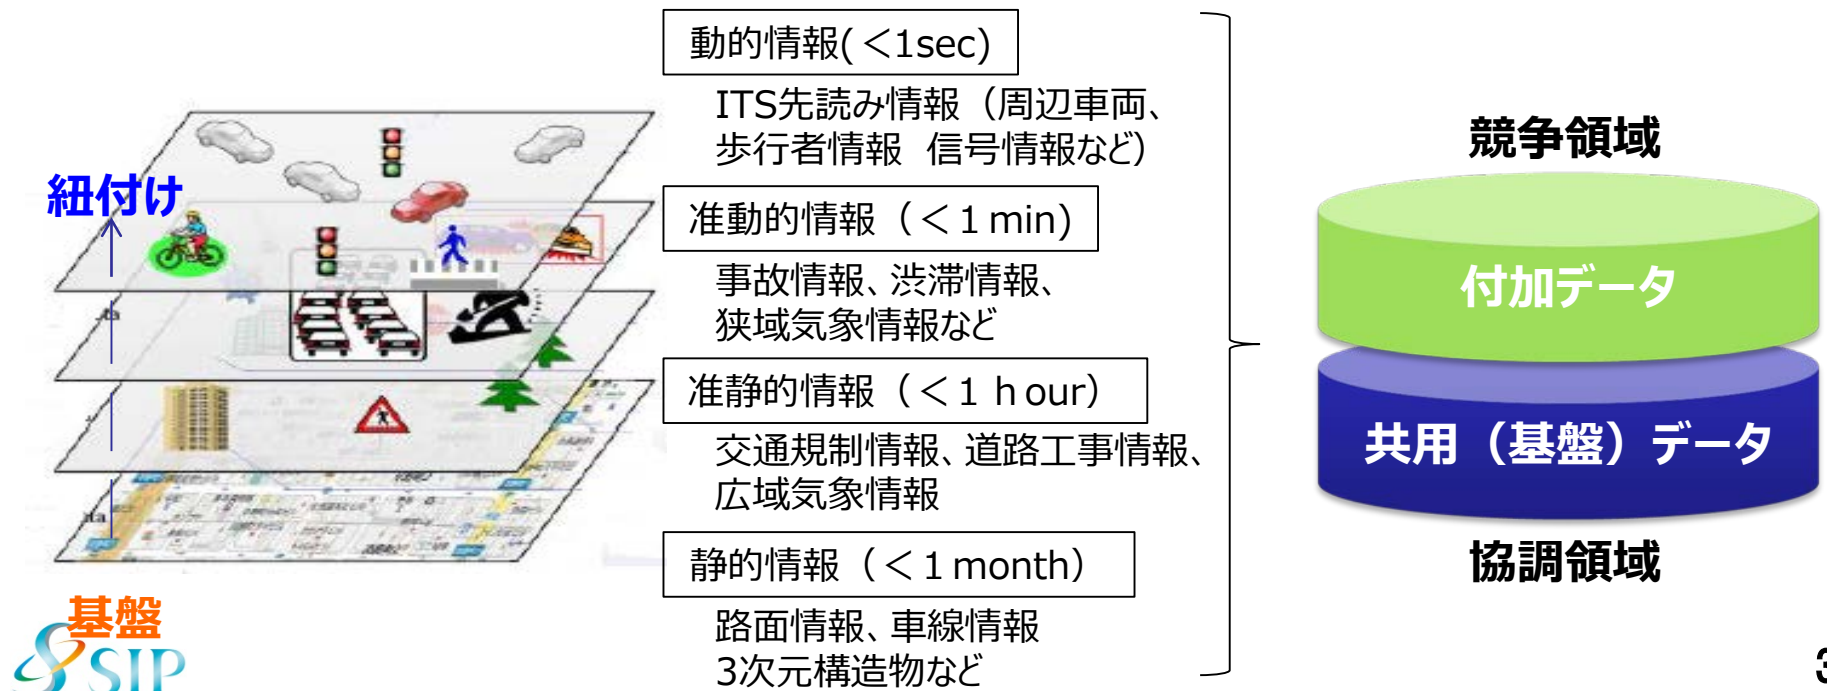 動的情報(＜1sec)
ITS先読み情報（周辺車両、
歩行者情報 信号情報など）
紐付け
准動的情報（＜１min)
事故情報、渋滞情報、
狭域気象情報など
准静的情報（＜１ｈour）
交通規制情報、道路工事情報、
広域気象情報
静的情報（＜１month）
路面情報、車線情報
3次元構造物など
基盤
SIP
競争領域
付加データ
共用（基盤）データ
協調領域
3